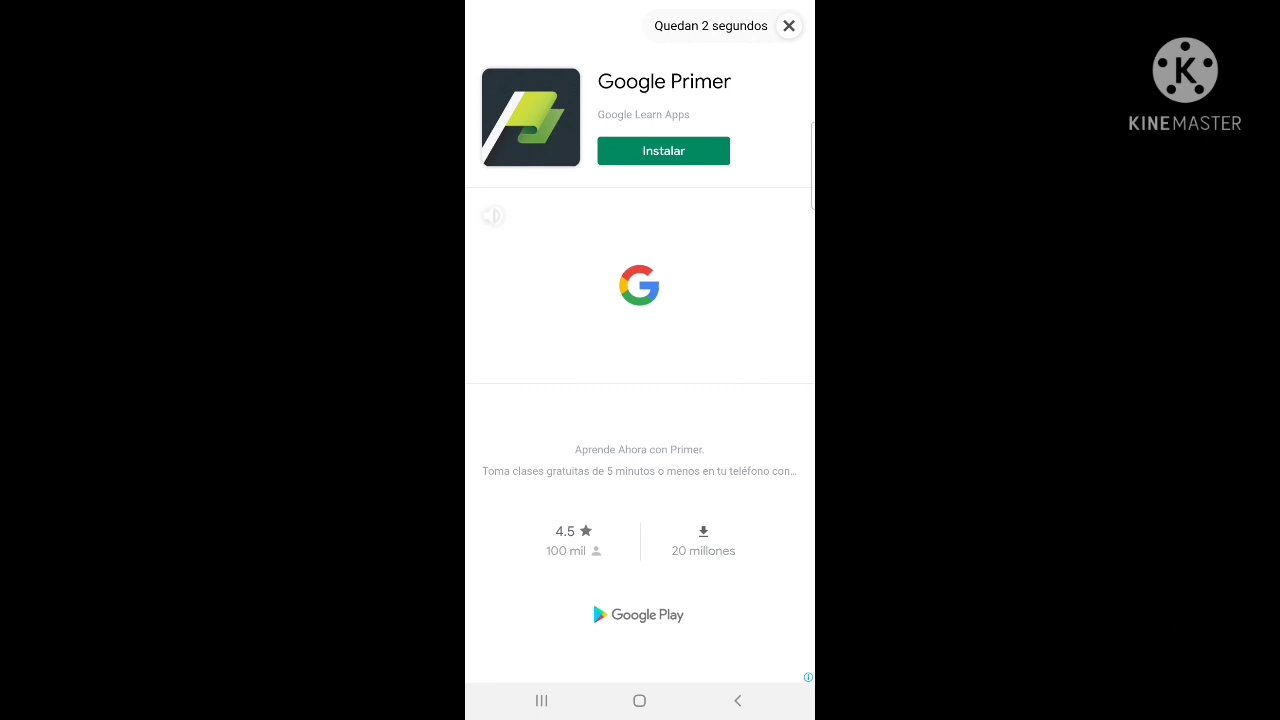 Quedan 2 segundos
Google Primer
Google Learn Apps
Instalar
Aprende Ahora con Primer.
Toma clases gratuitas de 5 minutos o menos en tu teléfono con...
4.5
100 mil
20 millones
Google Play
K
KINEMASTER